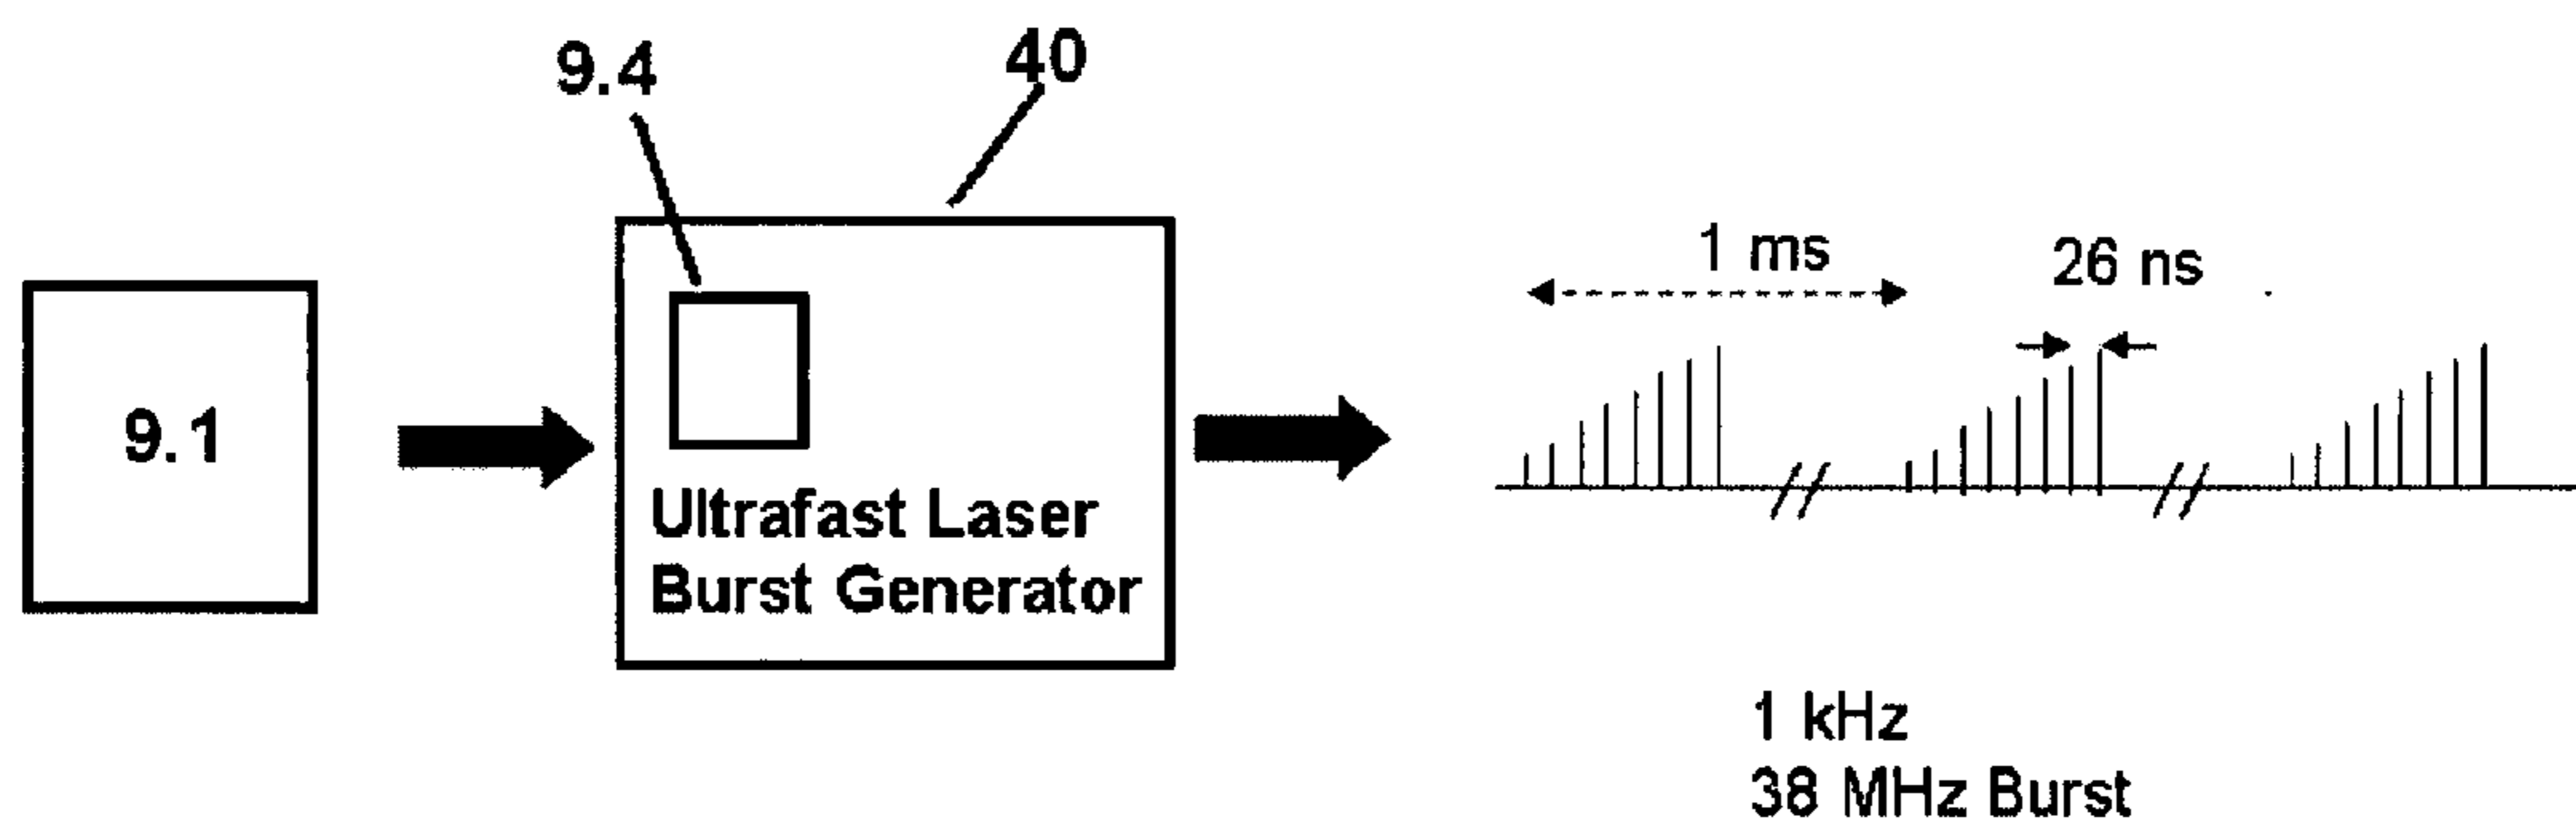 9.4
40
9.1
Ultrafast Laser
Burst Generator
1 ms
26 ns
1 kHz
38 MHz Burst